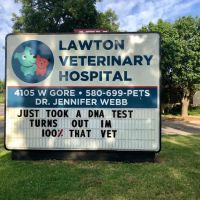 LAWTON
VETERINARY
HOSPITAL
4105 W GORE • 580-699-PETS
DR. JENNIFER WEBB
JUST TOOK A DNA TEST
TURNS OUT IM
100% THAT VET